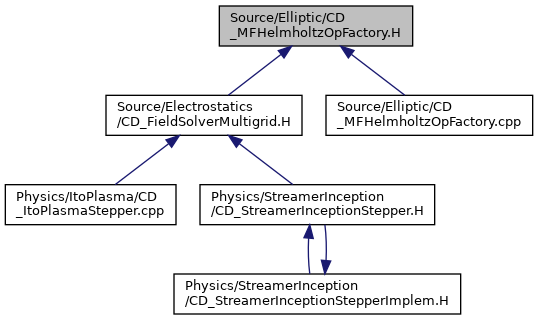 Source/Elliptic/CD
_MFHelmholtzOpFactory.H
Source/Electrostatics
/CD_FieldSolverMultigrid.H
Source/Elliptic/CD
_MFHelmholtzOpFactory.cpp
Physics/ItoPlasma/CD
_ItoPlasmaStepper.cpp
Physics/StreamerInception
/CD_StreamerInceptionStepper.H
Physics/StreamerInception
/CD_StreamerInceptionStepperImplem.H